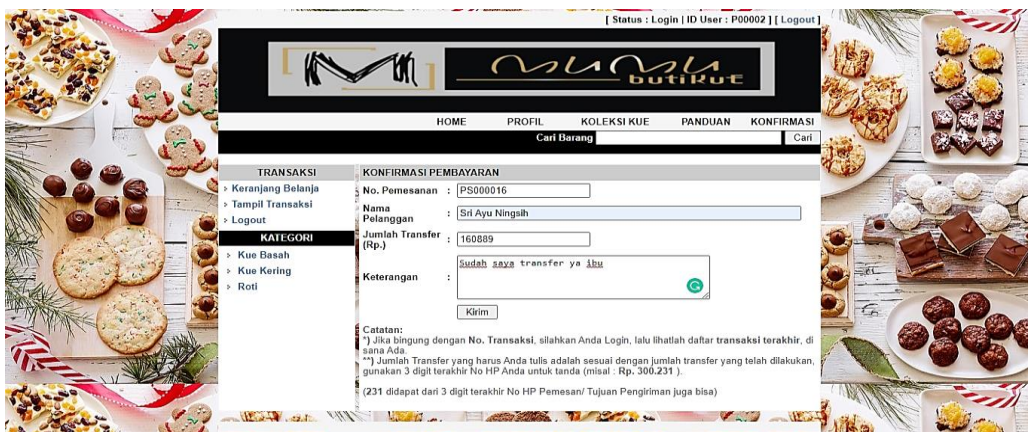 [ Status : Login | ID User : P00002 ] [ Logout ]
MUMU
butikue
HOME PROFIL KOLEKSI KUE PANDUAN KONFIRMASI
Cari Barang Cari
TRANSAKSI
› Keranjang Belanja
› Tampil Transaksi
› Logout
KATEGORI
› Kue Basah
› Kue Kering
› Roti
KONFIRMASI PEMBAYARAN
No. Pemesanan : PS000016
Nama Pelanggan : Sri Ayu Ningsih
Jumlah Transfer (Rp.) : 160889
Keterangan : Sudah saya transfer ya ibu
Kirim
Catatan:
*) Jika bingung dengan No. Transaksi, silahkan Anda Login, lalu lihatlah daftar transaksi terakhir, di
sana Ada.
**) Jumlah Transfer yang harus Anda tulis adalah sesuai dengan jumlah transfer yang telah dilakukan,
gunakan 3 digit terakhir No HP Anda untuk tanda (misal : Rp. 300.231 ).
(231 didapat dari 3 digit terakhir No HP Pemesan/ Tujuan Pengiriman juga bisa)